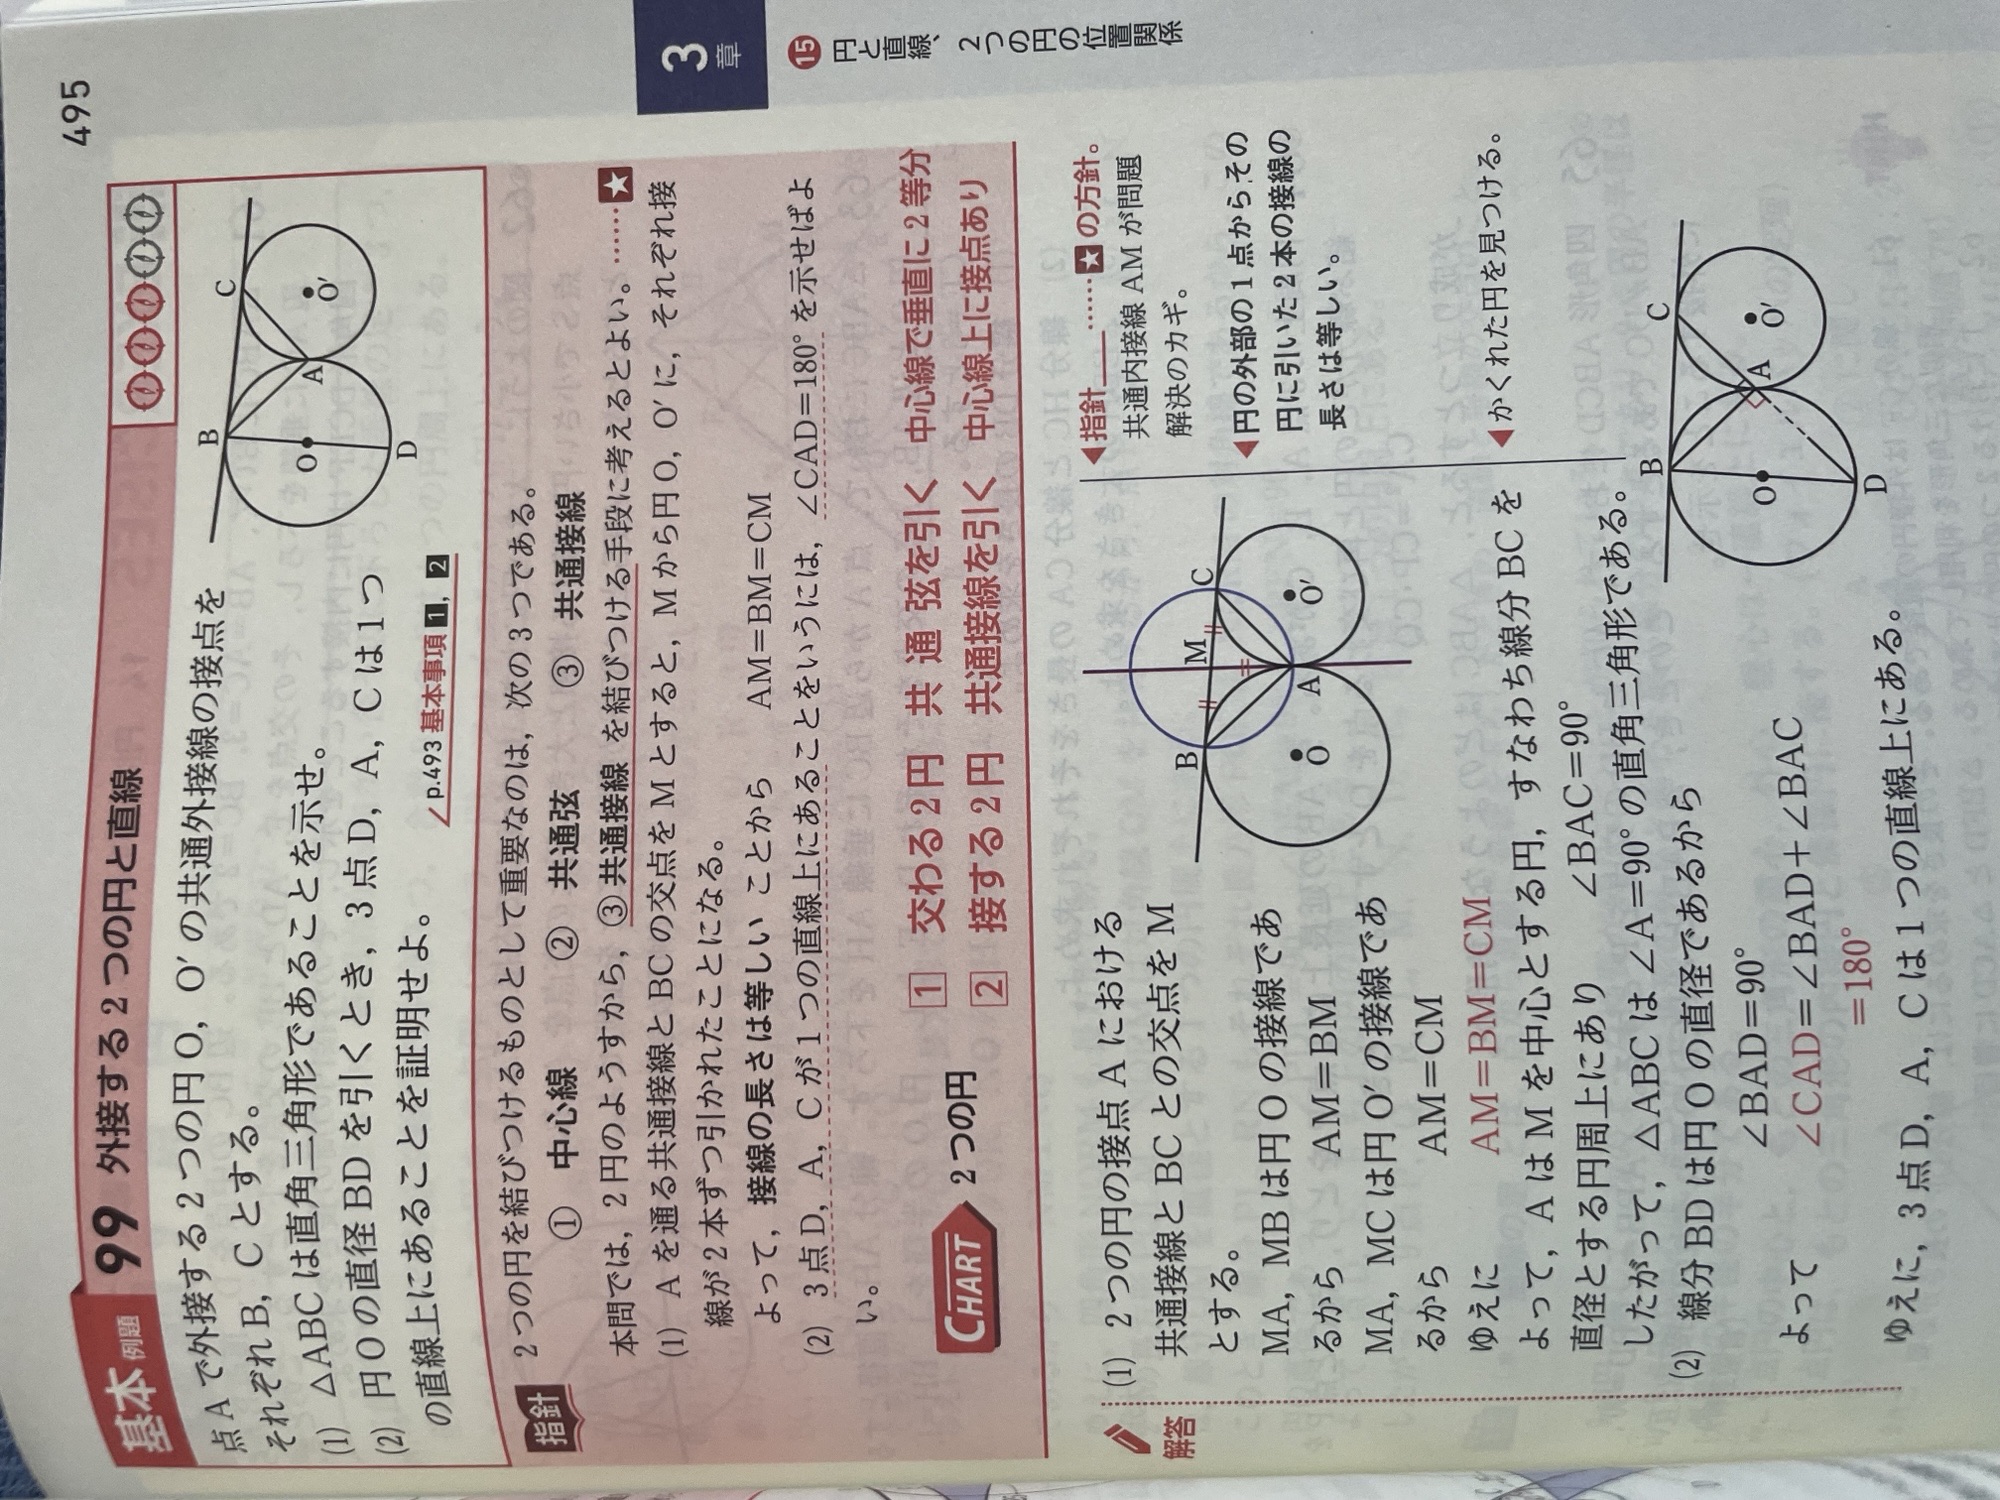 495
基本 例題 99 外接する2つの円と直線
点Aで外接する2つの円O，O′の共通外接線の接点を
それぞれB，Cとする。
(1) △ABCは直角三角形であることを示せ。
(2) 円Oの直径BDを引くとき，3点D，A，Cは1つ
の直線上にあることを証明せよ。
p.493 基本事項 1，2
B
C
O
A
O′
D
指針
2つの円を結びつけるものとして重要なのは，次の3つである。
① 中心線 ② 共通弦 ③ 共通接線
本問では，2円のようすから，③共通接線 を結びつける手段に考えるとよい。……★
(1) Aを通る共通接線とBCの交点をMとすると，Mから円O，O′に，それぞれ接
線が2本ずつ引かれたことになる。
よって，接線の長さは等しい ことから AM＝BM＝CM
(2) 3点D，A，Cが1つの直線上にあることをいうには，∠CAD＝180°を示せばよ
い。
CHART 2つの円
1 交わる2円 共通弦を引く 中心線で垂直に2等分
2 接する2円 共通接線を引く 中心線上に接点あり
3
章
⑮ 円と直線、2つの円の位置関係
解答
(1) 2つの円の接点Aにおける
共通接線とBCとの交点をM
とする。
MA，MBは円Oの接線であ
るから AM＝BM
MA，MCは円O′の接線であ
るから AM＝CM
ゆえに AM＝BM＝CM
よって，AはMを中心とする円，すなわち線分BCを
直径とする円周上にあり ∠BAC＝90°
したがって，△ABCは∠A＝90°の直角三角形である。
B
M
C
O
A
O′
◀指針___……★の方針。
共通内接線AMが問題
解決のカギ。
◀円の外部の1点からその
円に引いた2本の接線の
長さは等しい。
◀かくれた円を見つける。
(2) 線分BDは円Oの直径であるから
∠BAD＝90°
よって ∠CAD＝∠BAD＋∠BAC
＝180°
ゆえに，3点D，A，Cは1つの直線上にある。
B
C
O
A
O′
D